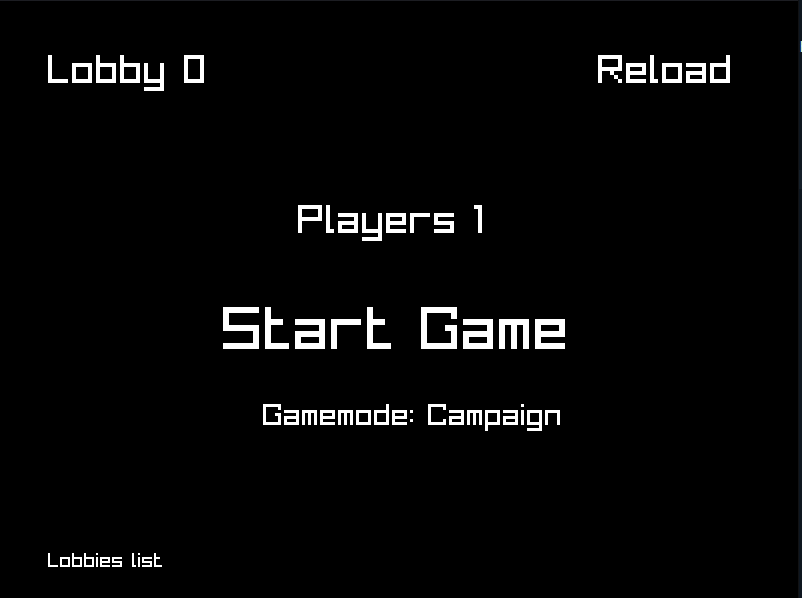 Lobby 0
Reload
Players 1
Start Game
Gamemode: Campaign
Lobbies list